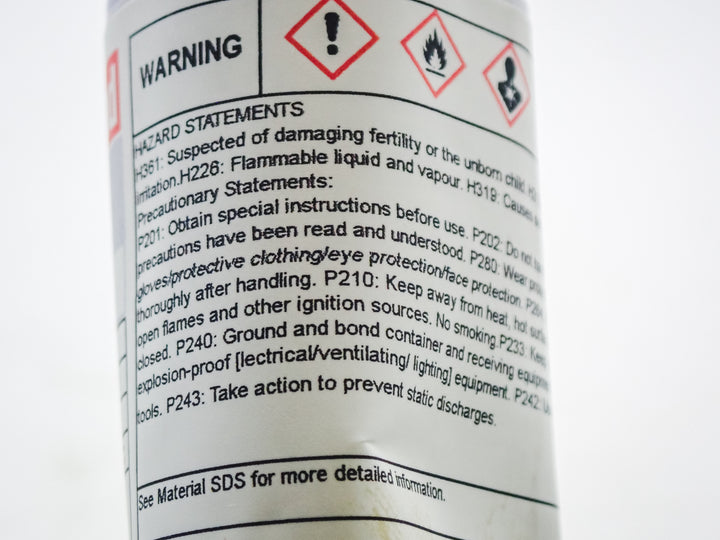 WARNING
HAZARD STATEMENTS
H361: Suspected of damaging fertility or the unborn child. H3
irritation.H226: Flammable liquid and vapour. H319: Causes
Precautionary Statements:
P201: Obtain special instructions before use. P202: Do not
precautions have been read and understood. P280: Wear
gloves/protective clothing/eye protection/face protection.
thoroughly after handling. P210: Keep away from heat, hot
open flames and other ignition sources. No smoking.P233: Keep
closed. P240: Ground and bond container and receiving
explosion-proof [lectrical/ventilating/ lighting] equipment. P242:
tools. P243: Take action to prevent static discharges.
See Material SDS for more detailed information.